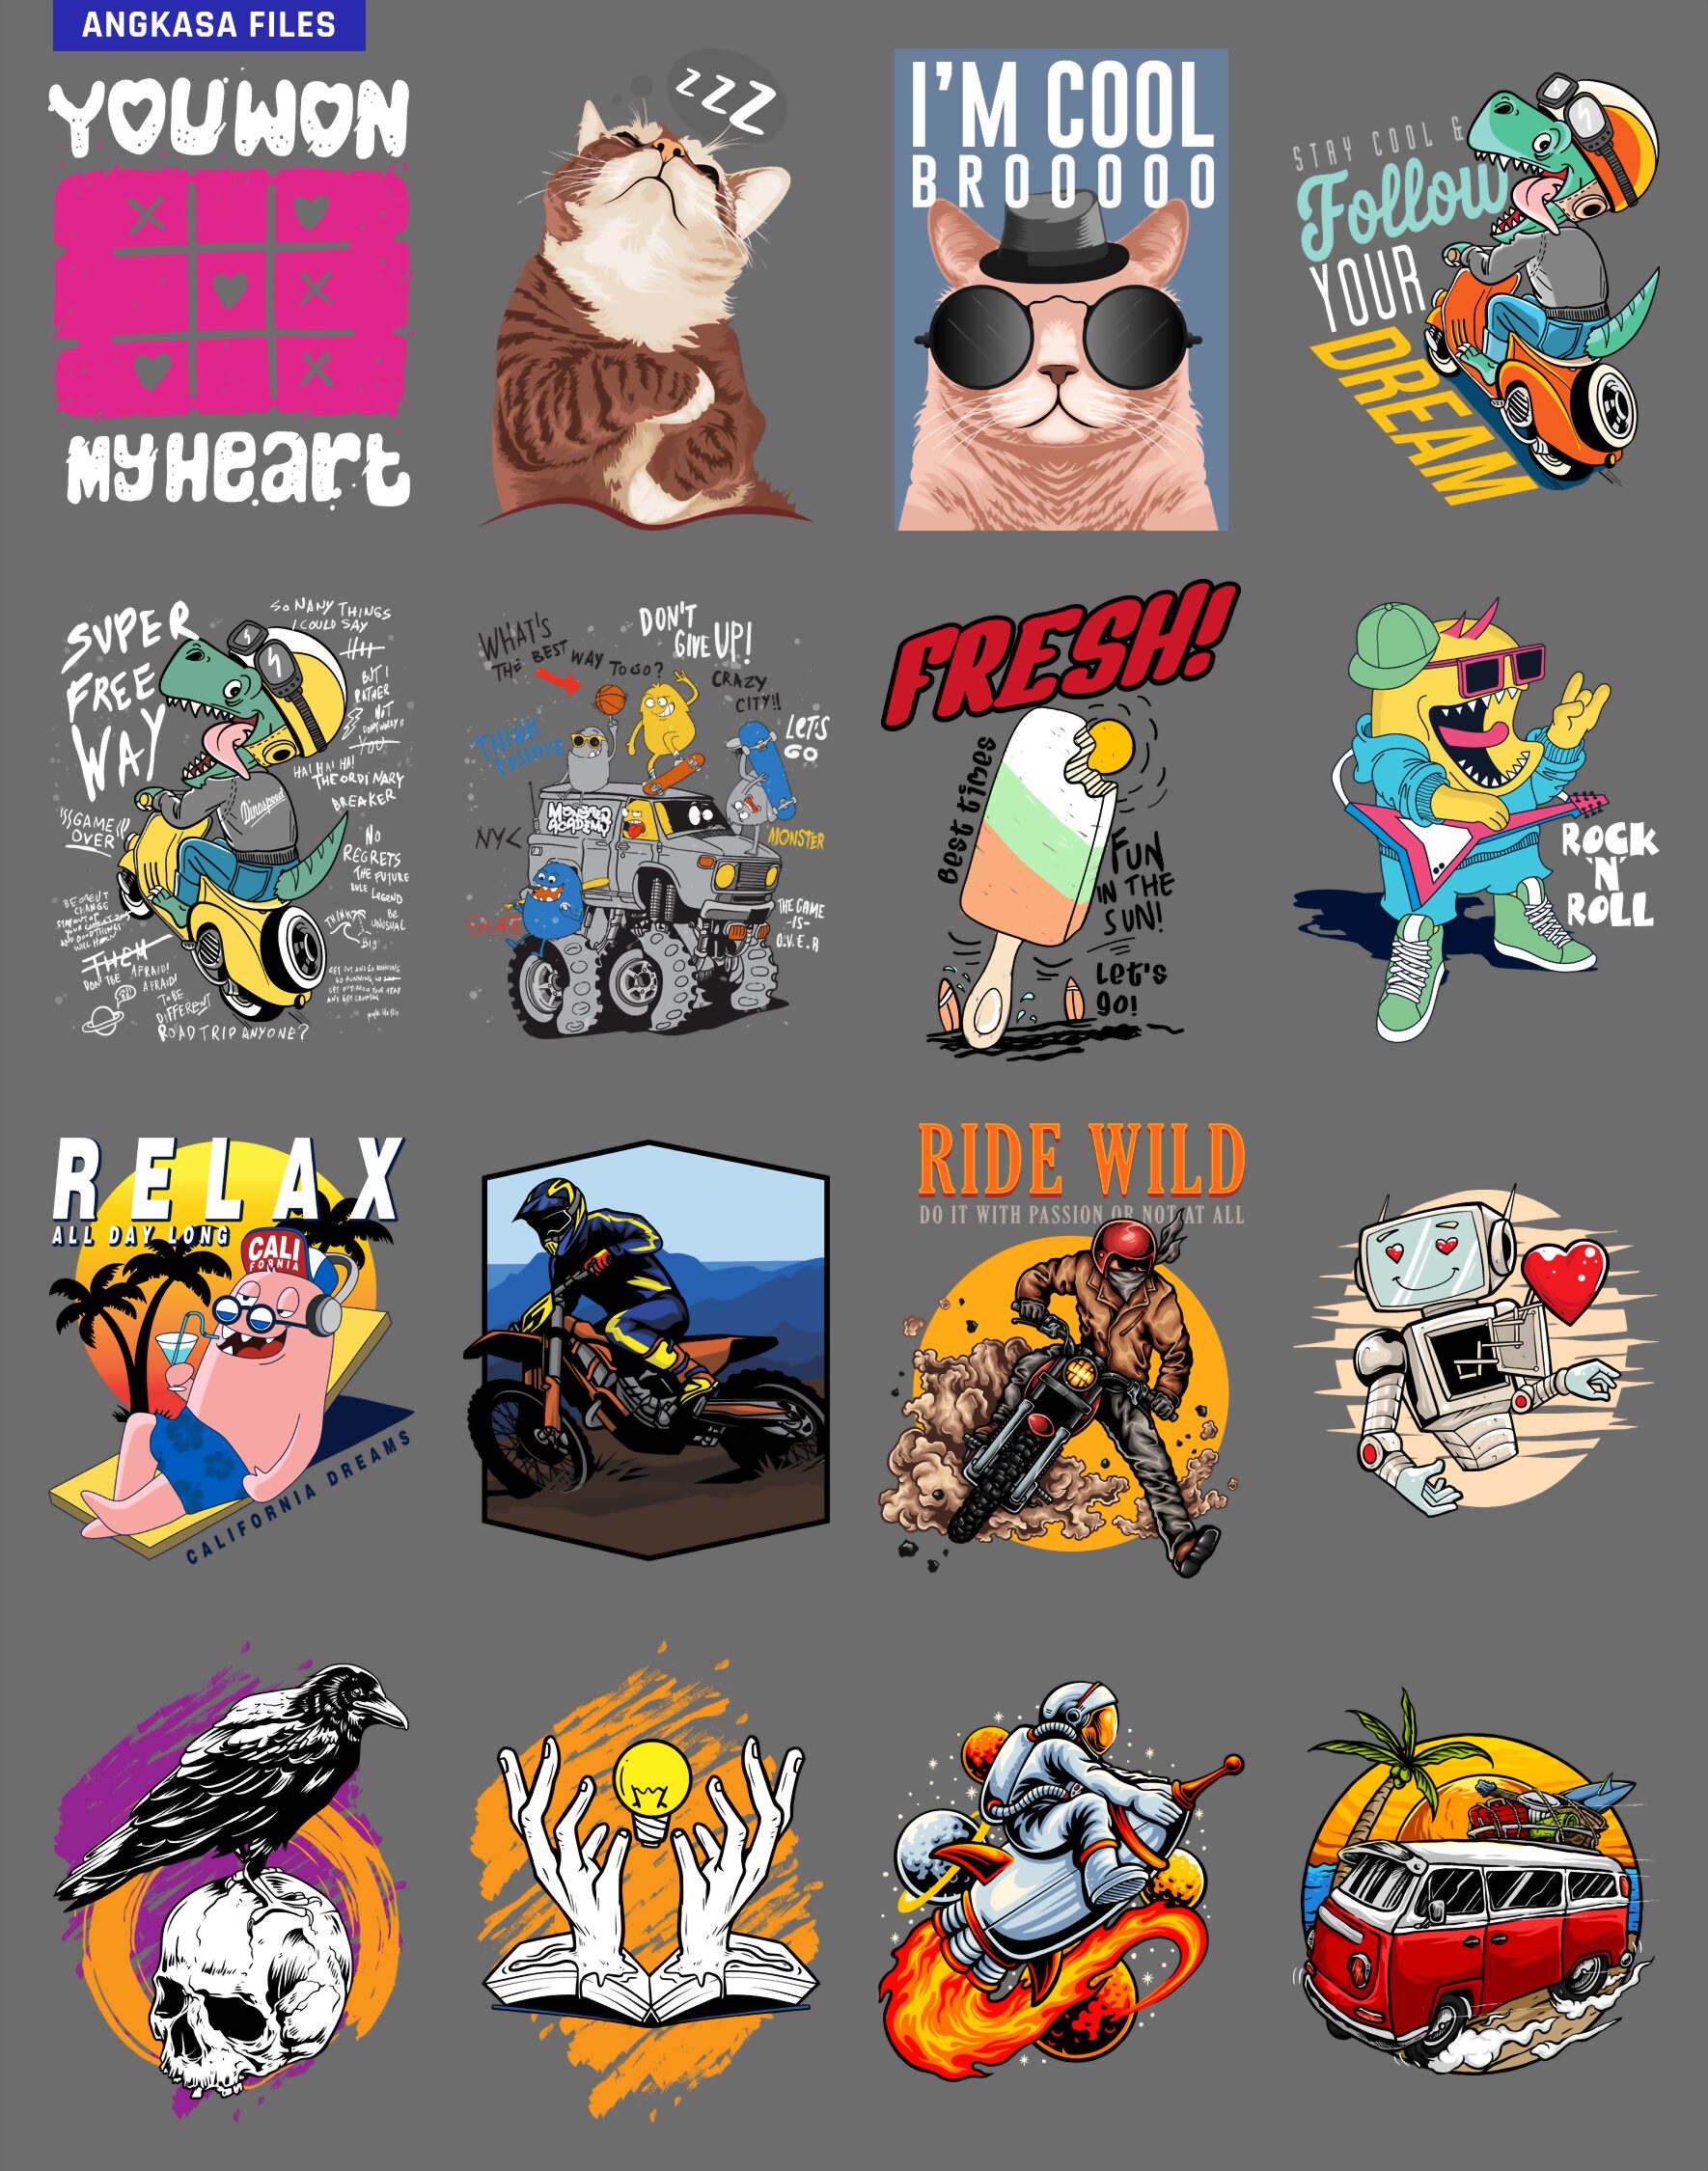 ANGKASA FILES
YOU WON
MY HEART
ZZZ
I'M COOL
BROOOOO
STAY COOL &
Follow
YOUR
DREAM
SUPER
FREE
WAY
SO MANY THINGS
I COULD SAY
BUT I
RATHER
NOT
YOU
HA! HA! HA!
THE ORDINARY
BREAKER
Dinospeed
GAME
OVER
NO
REGRETS
THE FUTURE
RULE
LEGEND
BE
UNUSUAL
THINK
BIG
CHANGE
THEM
DON'T BE
AFRAID!
AFRAID!
TO BE
DIFFERENT
ROAD TRIP ANYONE?
WHAT'S
THE BEST WAY TO GO?
DON'T
GIVE UP!
CRAZY
CITY!!
THINK
POSITIVE
LET'S
GO
MONSTER
ACADEMY
NYC
MONSTER
SKATE
THE GAME
-IS-
O.V.E.R
FRESH!
Best times
FUN
IN THE
SUN!
Let's
go!
ROCK
'N'
ROLL
RELAX
ALL DAY LONG
CALI
FORNIA
CALIFORNIA DREAMS
RIDE WILD
DO IT WITH PASSION OR NOT AT ALL